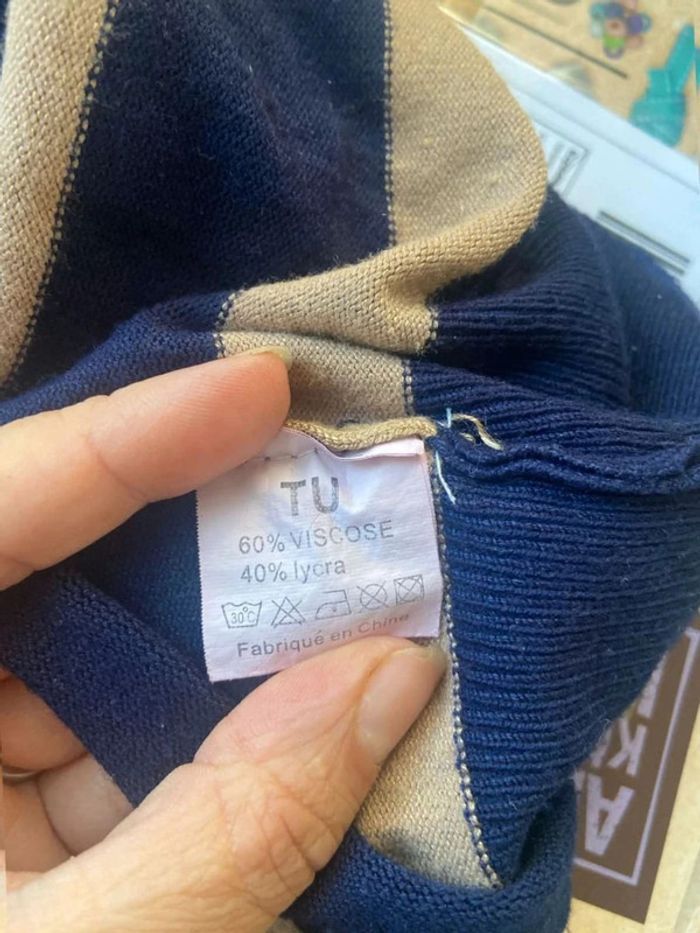 TU
60% VISCOSE
40% lycra
30°C
Fabriqué en Chine